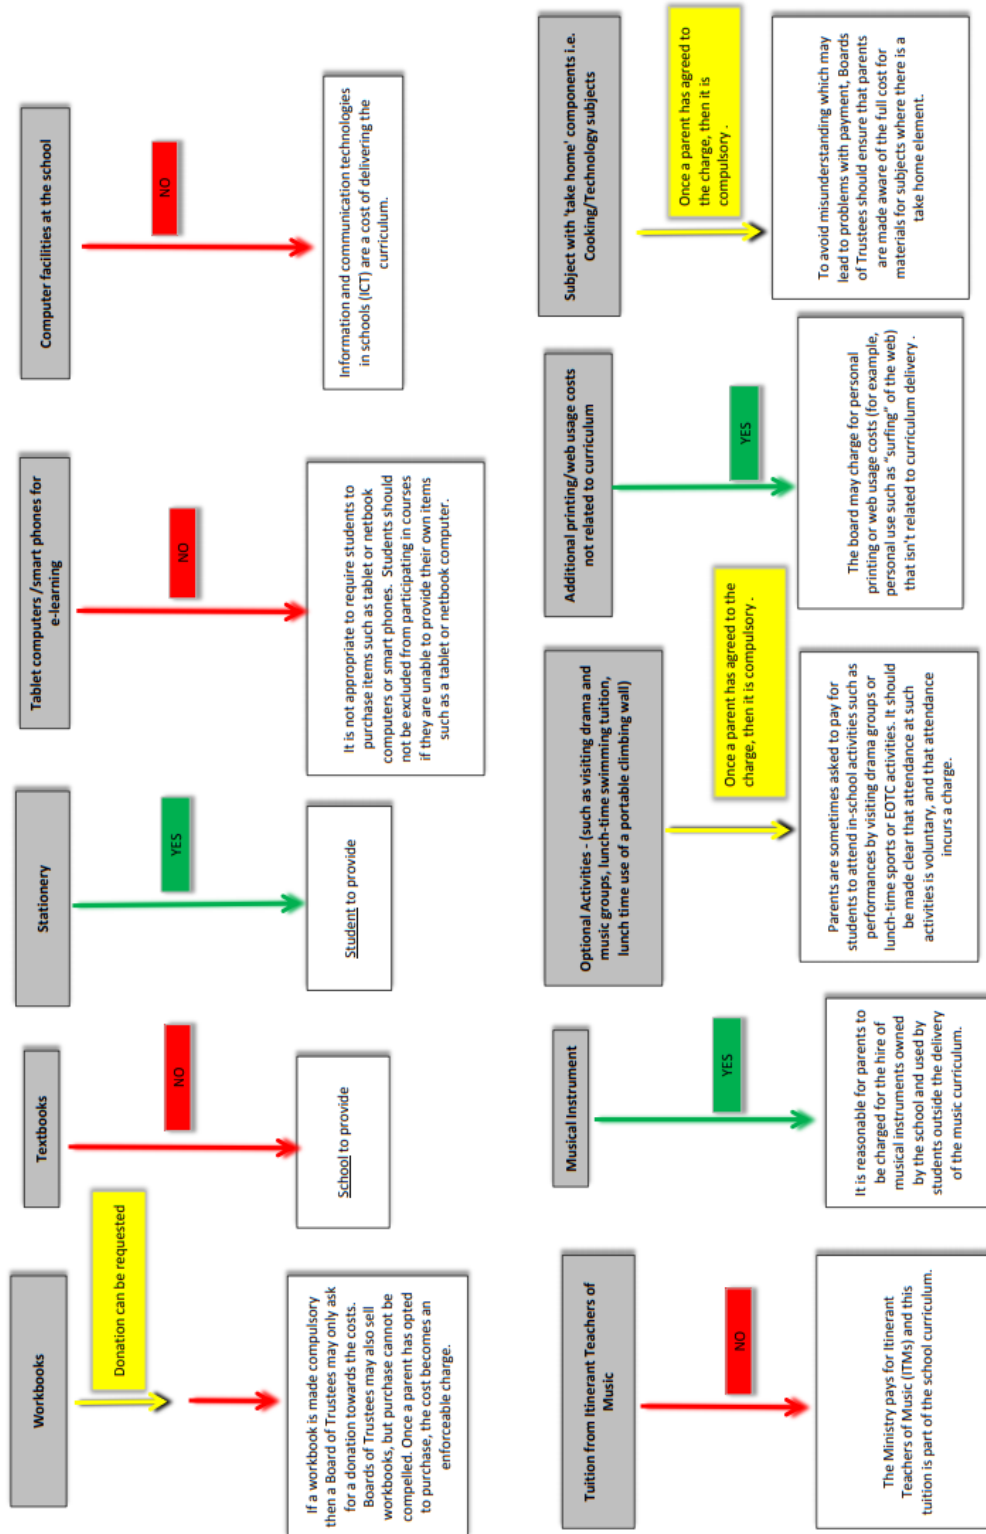 Workbooks
Donation can be requested
If a workbook is made compulsory
then a Board of Trustees may only ask
for a donation towards the costs.
Boards of Trustees may also sell
workbooks, but purchase cannot be
compelled. Once a parent has opted
to purchase, the cost becomes an
enforceable charge.
Textbooks
NO
School to provide
Stationery
YES
Student to provide
Tablet computers /smart phones for
e-learning
NO
It is not appropriate to require students to
purchase items such as tablet or netbook
computers or smart phones. Students should
not be excluded from participating in courses
if they are unable to provide their own items
such as a tablet or netbook computer.
Computer facilities at the school
NO
Information and communication technologies
in schools (ICT) are a cost of delivering the
curriculum.
Tuition from Itinerant Teachers of
Music
NO
The Ministry pays for Itinerant
Teachers of Music (ITMs) and this
tuition is part of the school curriculum.
Musical Instrument
YES
It is reasonable for parents to
be charged for the hire of
musical instruments owned
by the school and used by
students outside the delivery
of the music curriculum.
Optional Activities - (such as visiting drama and
music groups, lunch-time swimming tuition,
lunch time use of a portable climbing wall)
Once a parent has agreed to the
charge, then it is compulsory .
Parents are sometimes asked to pay for
students to attend in-school activities such as
performances by visiting drama groups or
lunch-time sports or EOTC activities. It should
be made clear that attendance at such
activities is voluntary, and that attendance
incurs a charge.
Additional printing/web usage costs
not related to curriculum
YES
The board may charge for personal
printing or web usage costs (for example,
personal use such as “surfing” of the web)
that isn't related to curriculum delivery .
Subject with 'take home' components i.e.
Cooking/Technology subjects
Once a parent has agreed to
the charge, then it is
compulsory .
To avoid misunderstanding which may
lead to problems with payment, Boards
of Trustees should ensure that parents
are made aware of the full cost for
materials for subjects where there is a
take home element.